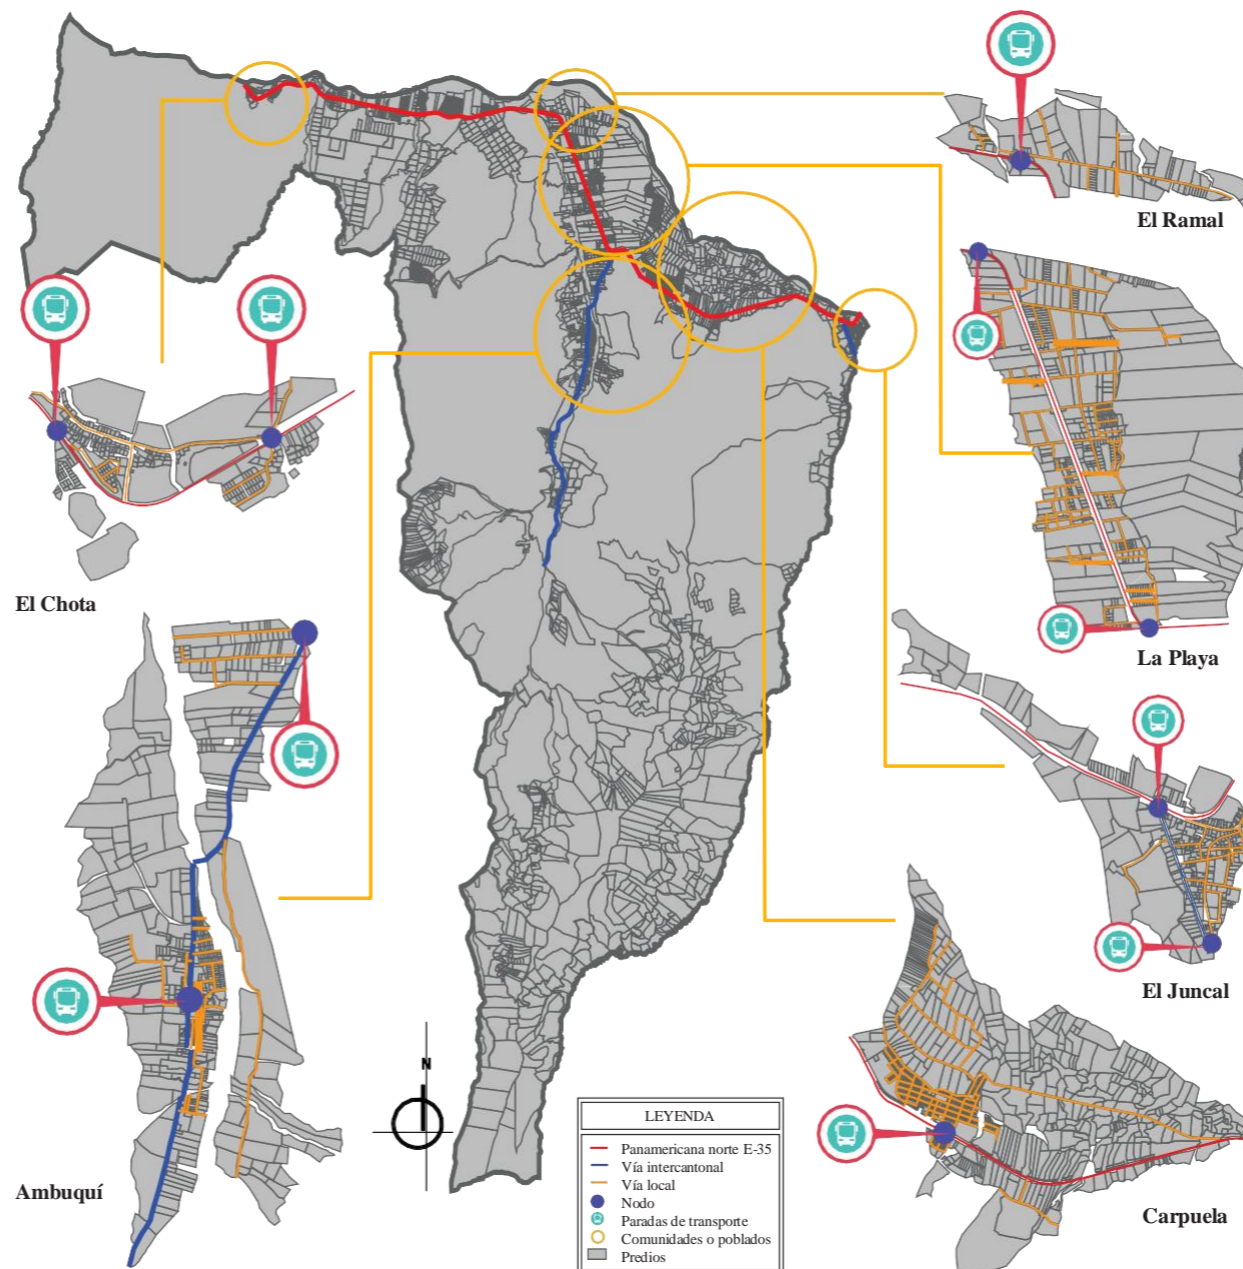 El Ramal
El Chota
La Playa
El Juncal
Ambuquí
Carpuela
N
LEYENDA
Panamericana norte E-35
Vía intercantonal
Vía local
Nodo
Paradas de transporte
Comunidades o poblados
Predios